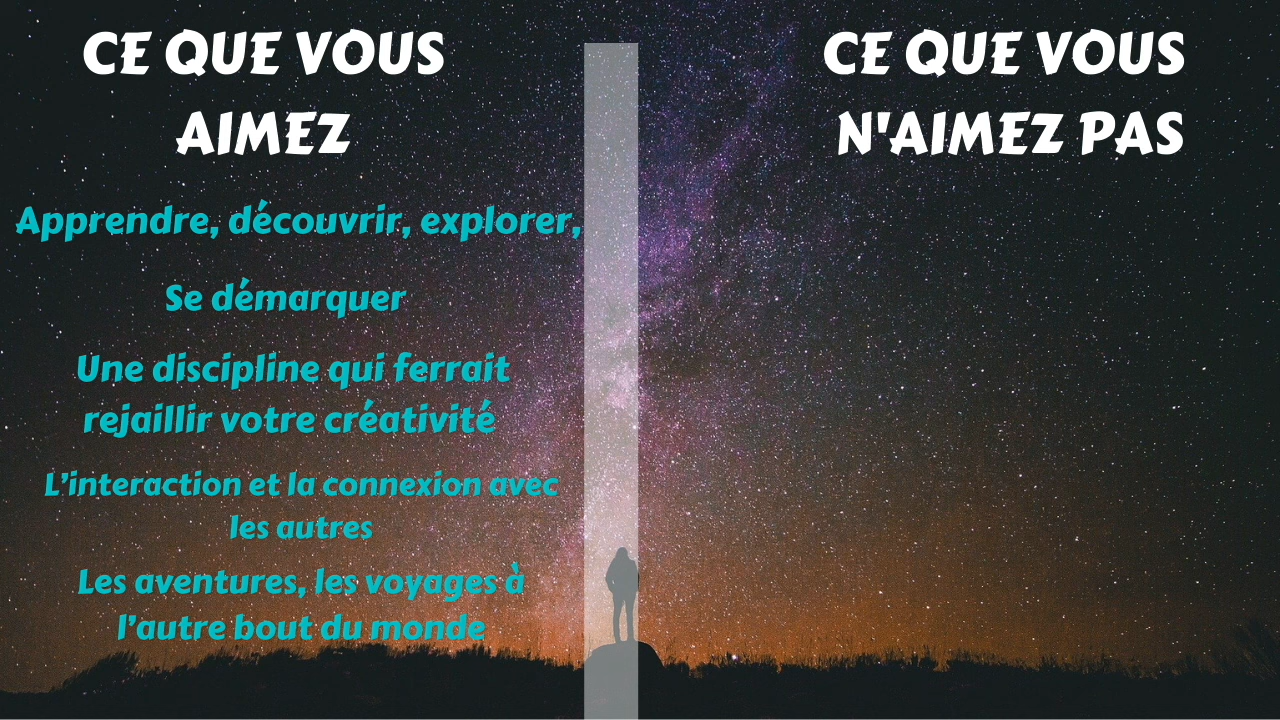 CE QUE VOUS
AIMEZ
Apprendre, découvrir, explorer,
Se démarquer
Une discipline qui ferrait
rejaillir votre créativité
L'interaction et la connexion avec
les autres
Les aventures, les voyages à
l'autre bout du monde
CE QUE VOUS
N'AIMEZ PAS